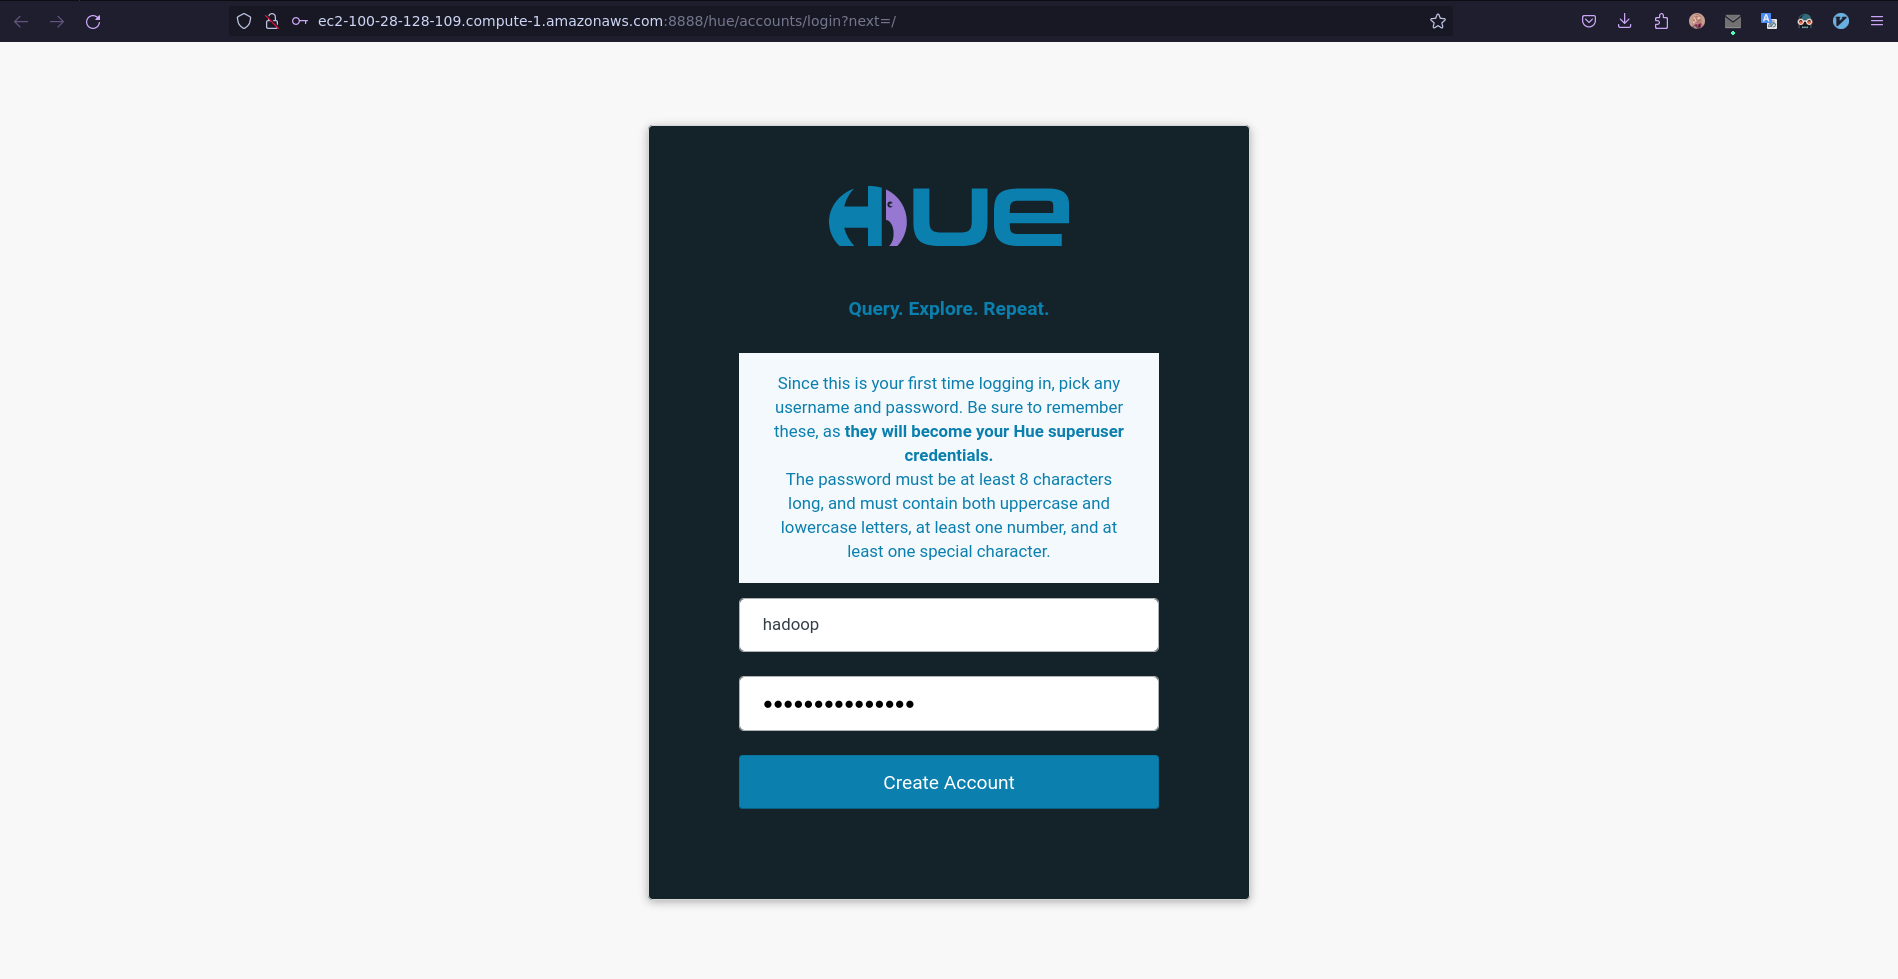 ec2-100-28-128-109.compute-1.amazonaws.com:8888/hue/accounts/login?next=/
HUE
Query. Explore. Repeat.
Since this is your first time logging in, pick any
username and password. Be sure to remember
these, as they will become your Hue superuser
credentials.
The password must be at least 8 characters
long, and must contain both uppercase and
lowercase letters, at least one number, and at
least one special character.
hadoop
●●●●●●●●●●●●●●●
Create Account